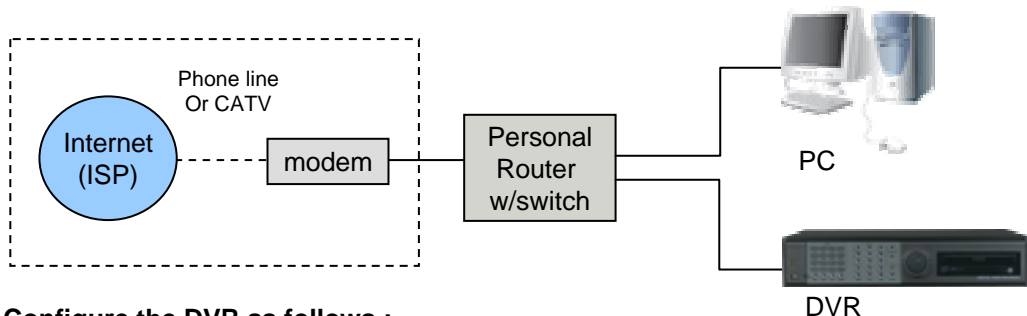 Phone line
Or CATV
Internet
(ISP)
modem
Personal
Router
w/switch
PC
DVR
Configure the DVR as follows :